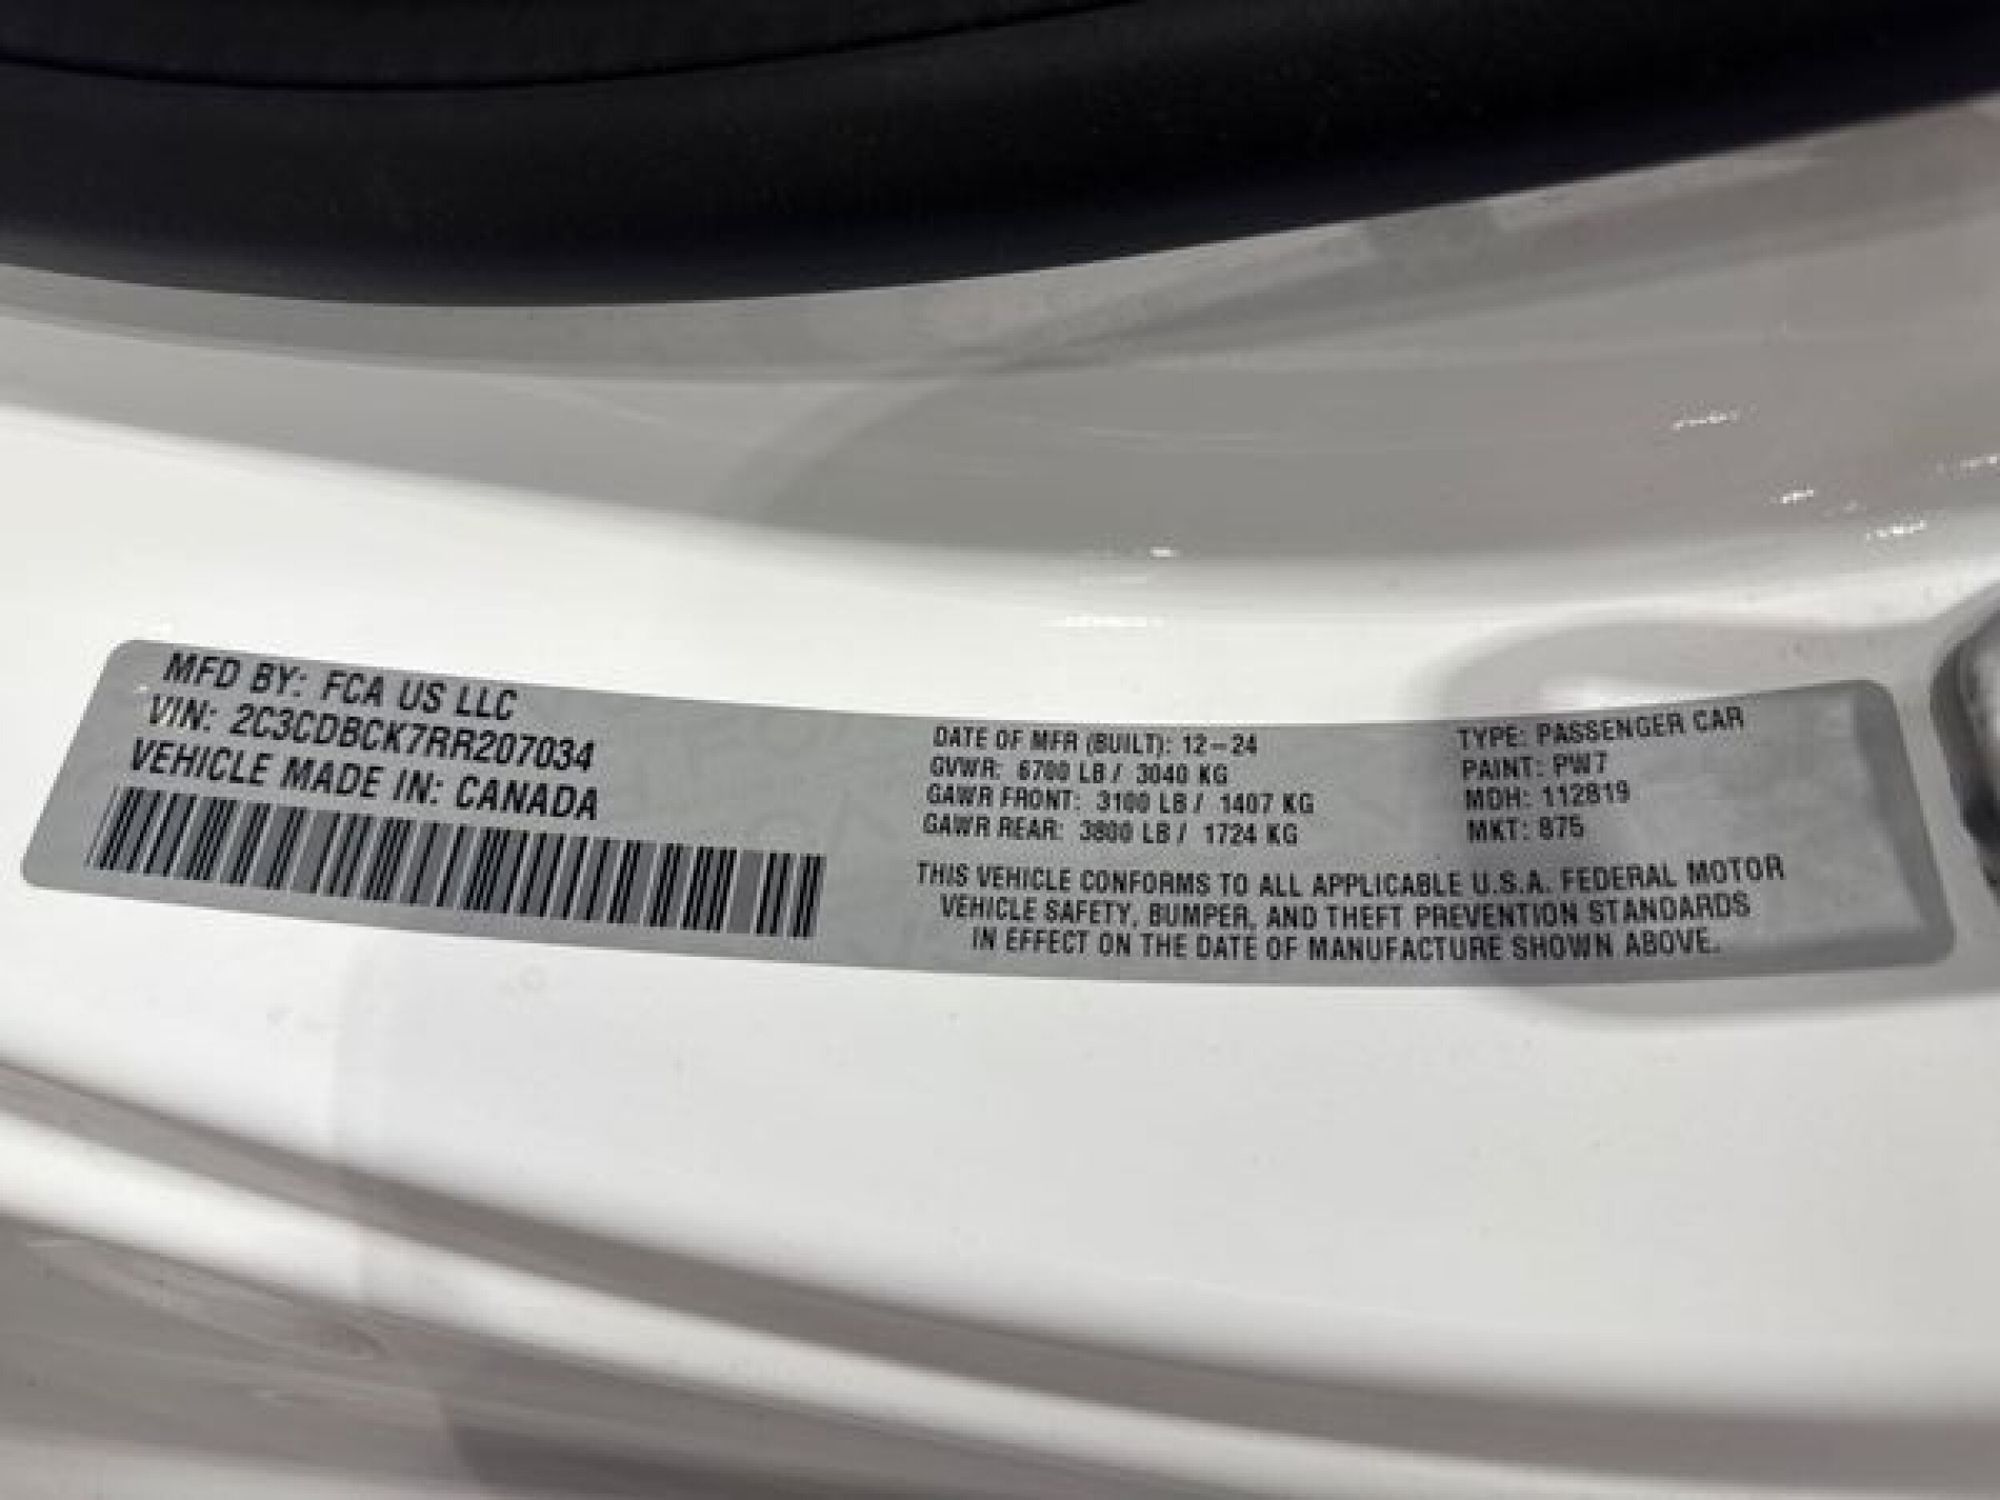 MFD BY: FCA US LLC
VIN: 2C3CDBCK7RR207034
VEHICLE MADE IN: CANADA
DATE OF MFR (BUILT): 12-24
GVWR: 6700 LB / 3040 KG
GAWR FRONT: 3100 LB / 1407 KG
GAWR REAR: 3800 LB / 1724 KG
TYPE: PASSENGER CAR
PAINT: PW7
MDH: 112819
MKT: 875
THIS VEHICLE CONFORMS TO ALL APPLICABLE U.S.A. FEDERAL MOTOR
VEHICLE SAFETY, BUMPER, AND THEFT PREVENTION STANDARDS
IN EFFECT ON THE DATE OF MANUFACTURE SHOWN ABOVE.